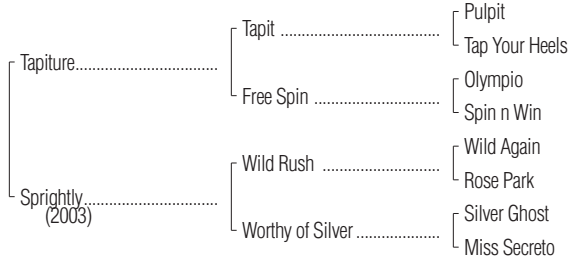 Pulpit
Tapit ........................................
Tap Your Heels
Tapiture.................................
Olympio
Free Spin ................................
Spin n Win
Wild Again
Wild Rush ..............................
Rose Park
Sprightly...............................
(2003)
Silver Ghost
Worthy of Silver .....................
Miss Secreto